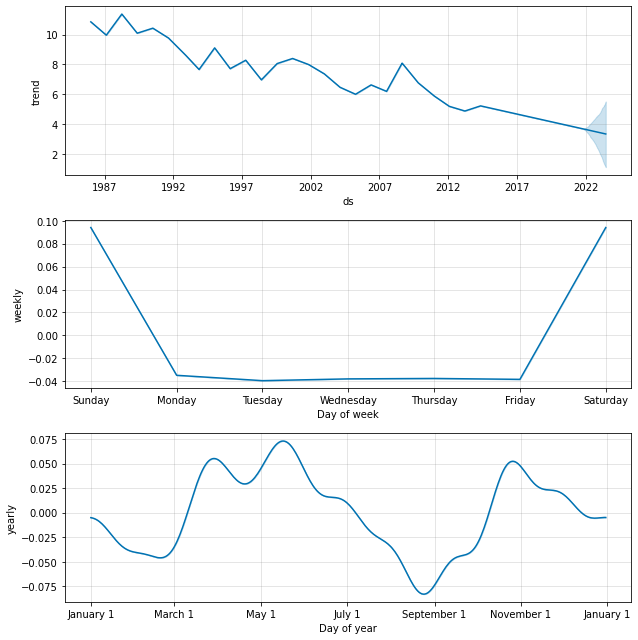 10
8
6
4
2
trend
1987 1992 1997 2002 2007 2012 2017 2022
ds
0.10
0.08
0.06
0.04
0.02
0.00
−0.02
−0.04
weekly
Sunday Monday Tuesday Wednesday Thursday Friday Saturday
Day of week
0.075
0.050
0.025
0.000
−0.025
−0.050
−0.075
yearly
January 1 March 1 May 1 July 1 September 1 November 1 January 1
Day of year